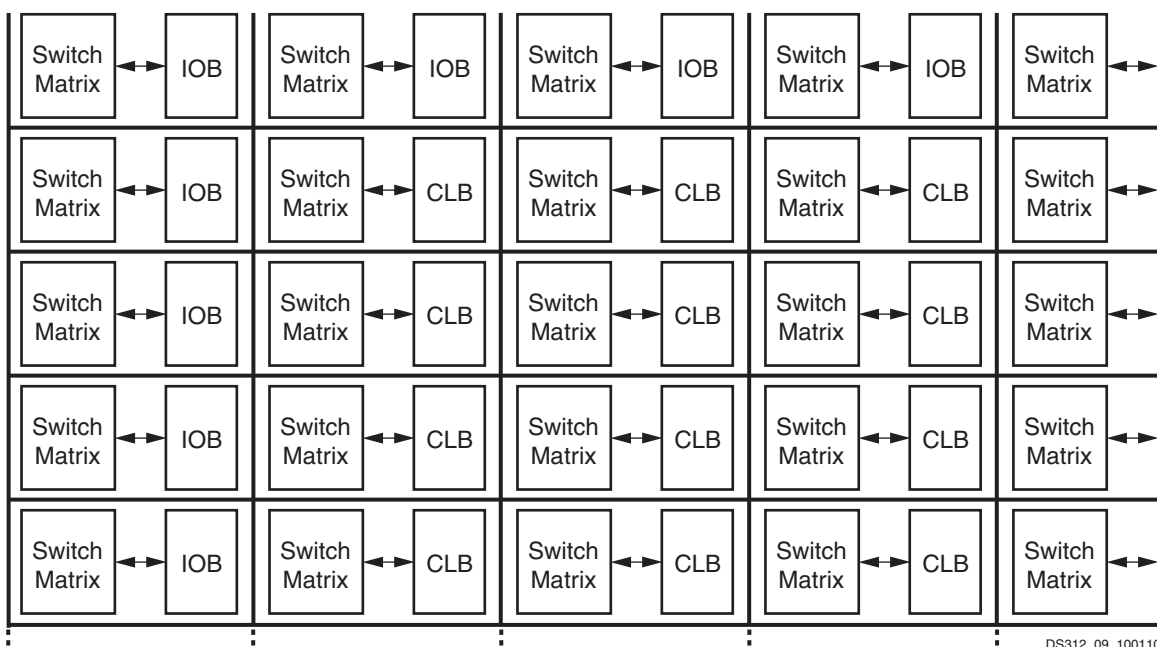 Switch
Matrix
IOB
Switch
Matrix
IOB
Switch
Matrix
IOB
Switch
Matrix
IOB
Switch
Matrix
Switch
Matrix
IOB
Switch
Matrix
CLB
Switch
Matrix
CLB
Switch
Matrix
CLB
Switch
Matrix
Switch
Matrix
IOB
Switch
Matrix
CLB
Switch
Matrix
CLB
Switch
Matrix
CLB
Switch
Matrix
Switch
Matrix
IOB
Switch
Matrix
CLB
Switch
Matrix
CLB
Switch
Matrix
CLB
Switch
Matrix
Switch
Matrix
IOB
Switch
Matrix
CLB
Switch
Matrix
CLB
Switch
Matrix
CLB
Switch
Matrix
DS312_09_100110